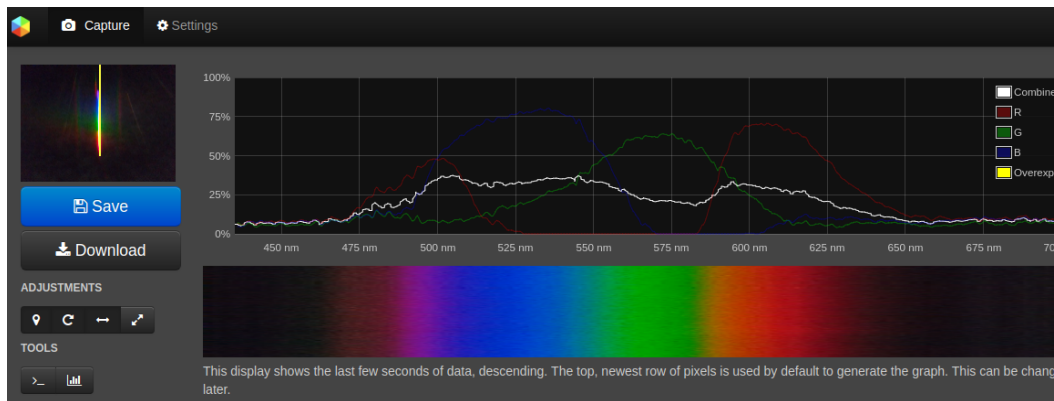 Capture
Settings
100%
75%
50%
25%
0%
Combine
R
G
B
Overexp
450 nm
475 nm
500 nm
525 nm
550 nm
575 nm
600 nm
625 nm
650 nm
675 nm
70
Save
Download
ADJUSTMENTS
TOOLS
This display shows the last few seconds of data, descending. The top, newest row of pixels is used by default to generate the graph. This can be chang
later.